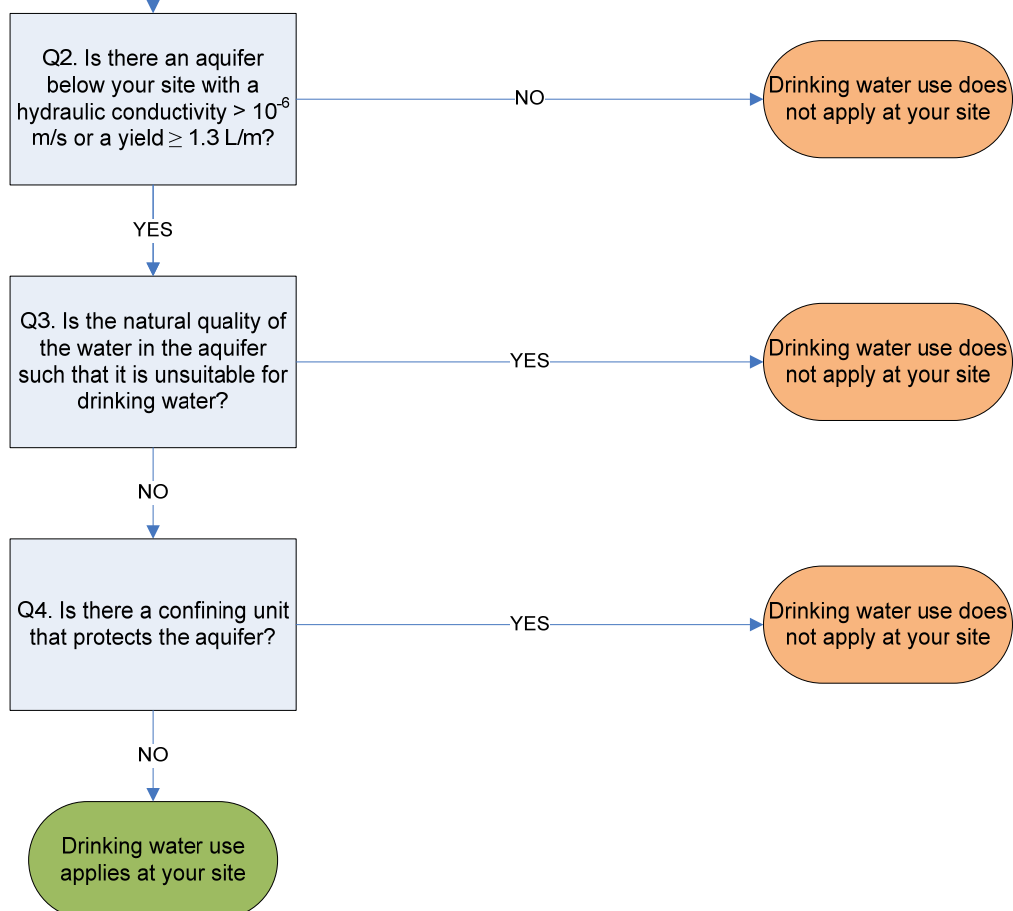 Q2. Is there an aquifer
below your site with a
hydraulic conductivity > 10⁻⁶
m/s or a yield ≥ 1.3 L/m?
NO
Drinking water use does
not apply at your site
YES
Q3. Is the natural quality of
the water in the aquifer
such that it is unsuitable for
drinking water?
YES
Drinking water use does
not apply at your site
NO
Q4. Is there a confining unit
that protects the aquifer?
YES
Drinking water use does
not apply at your site
NO
Drinking water use
applies at your site